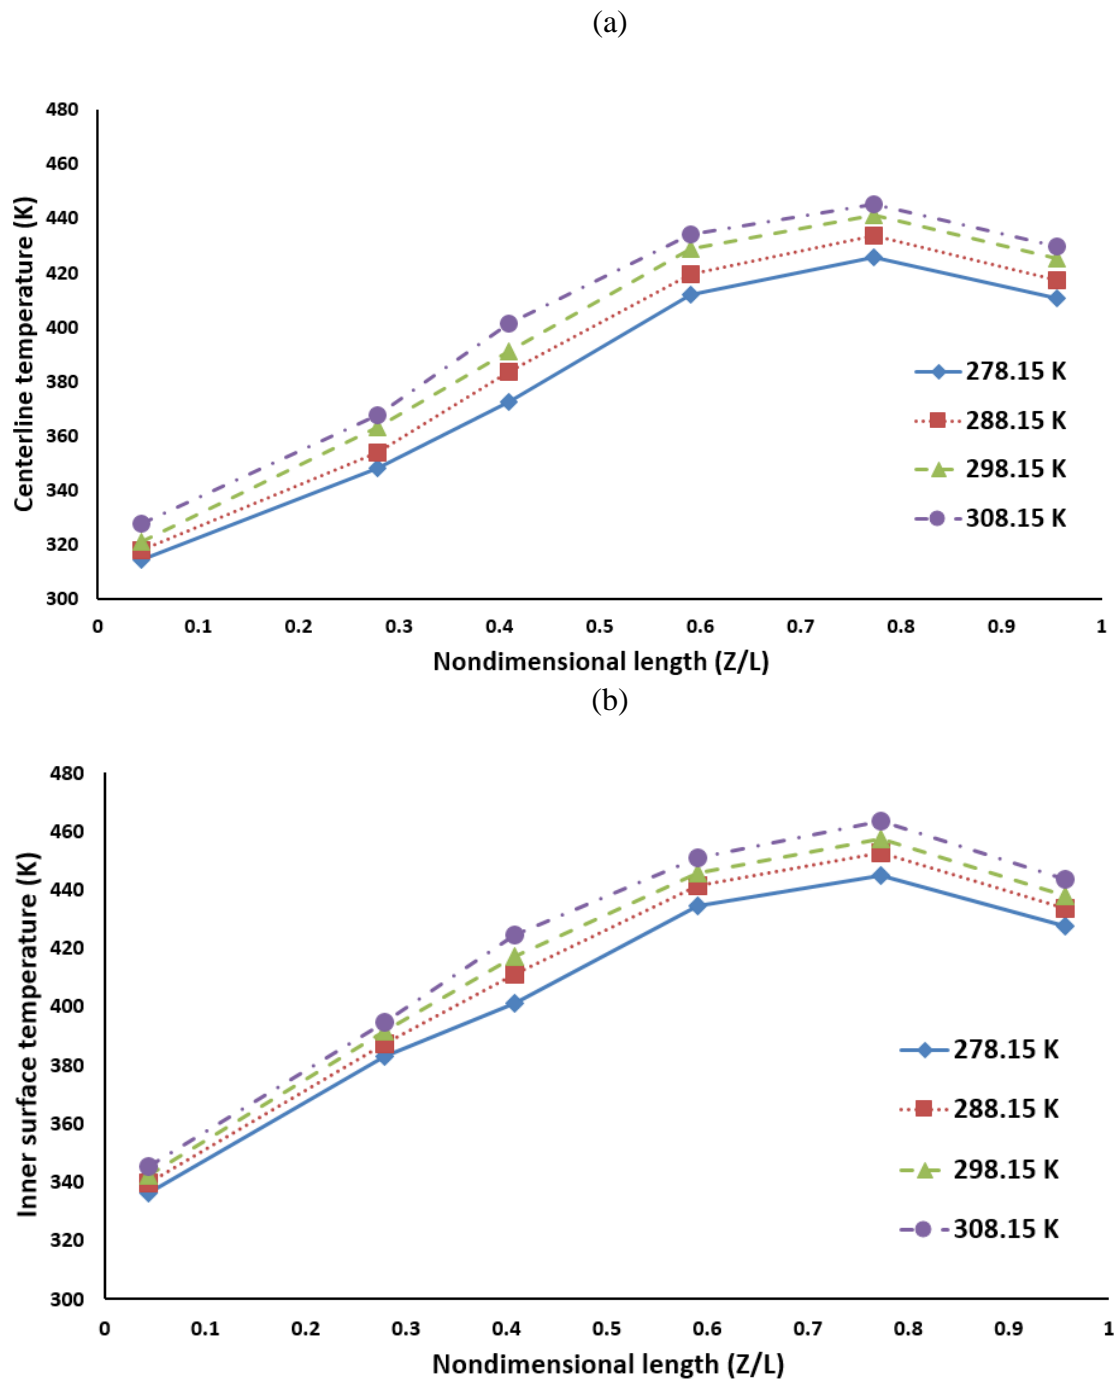 (a)
480
460
440
420
400
380
360
340
320
300
Centerline temperature (K)
278.15 K
288.15 K
298.15 K
308.15 K
0 0.1 0.2 0.3 0.4 0.5 0.6 0.7 0.8 0.9 1
Nondimensional length (Z/L)
(b)
480
460
440
420
400
380
360
340
320
300
Inner surface temperature (K)
278.15 K
288.15 K
298.15 K
308.15 K
0 0.1 0.2 0.3 0.4 0.5 0.6 0.7 0.8 0.9 1
Nondimensional length (Z/L)